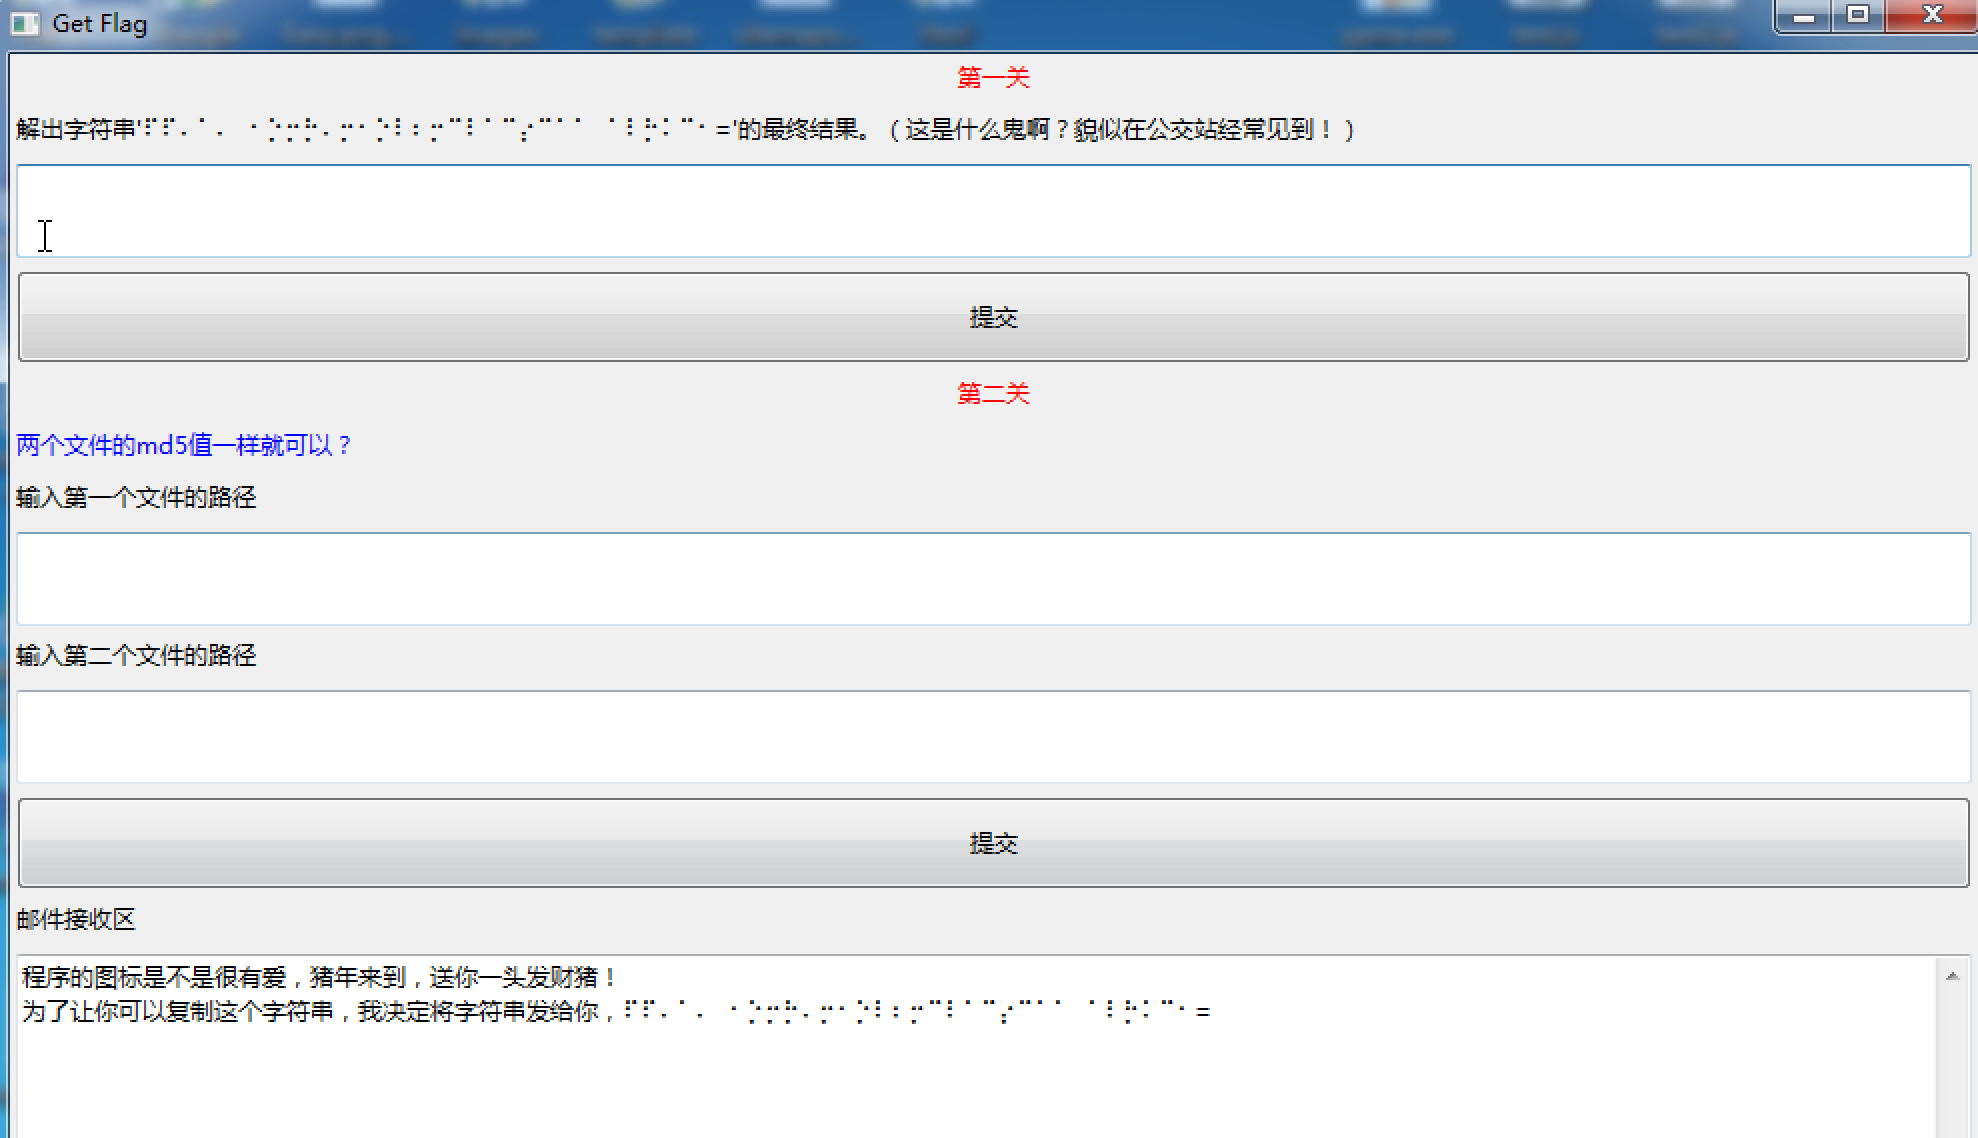 Get Flag
第一关
解出字符串'='的最终结果。（这是什么鬼啊？貌似在公交站经常见到！）
提交
第二关
两个文件的md5值一样就可以？
输入第一个文件的路径
输入第二个文件的路径
提交
邮件接收区
程序的图标是不是很有爱，猪年来到，送你一头发财猪！
为了让你可以复制这个字符串，我决定将字符串发给你，=